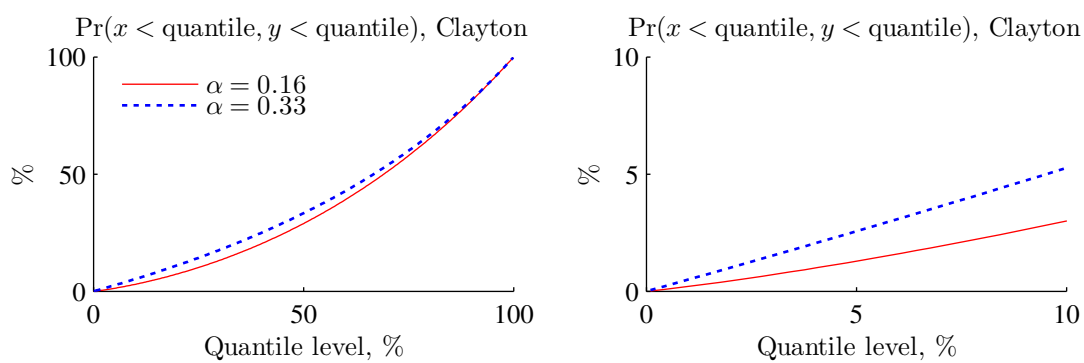 Pr(x < quantile, y < quantile), Clayton
100
50
0
%
α = 0.16
α = 0.33
0
50
100
Quantile level, %
Pr(x < quantile, y < quantile), Clayton
10
5
0
%
0
5
10
Quantile level, %